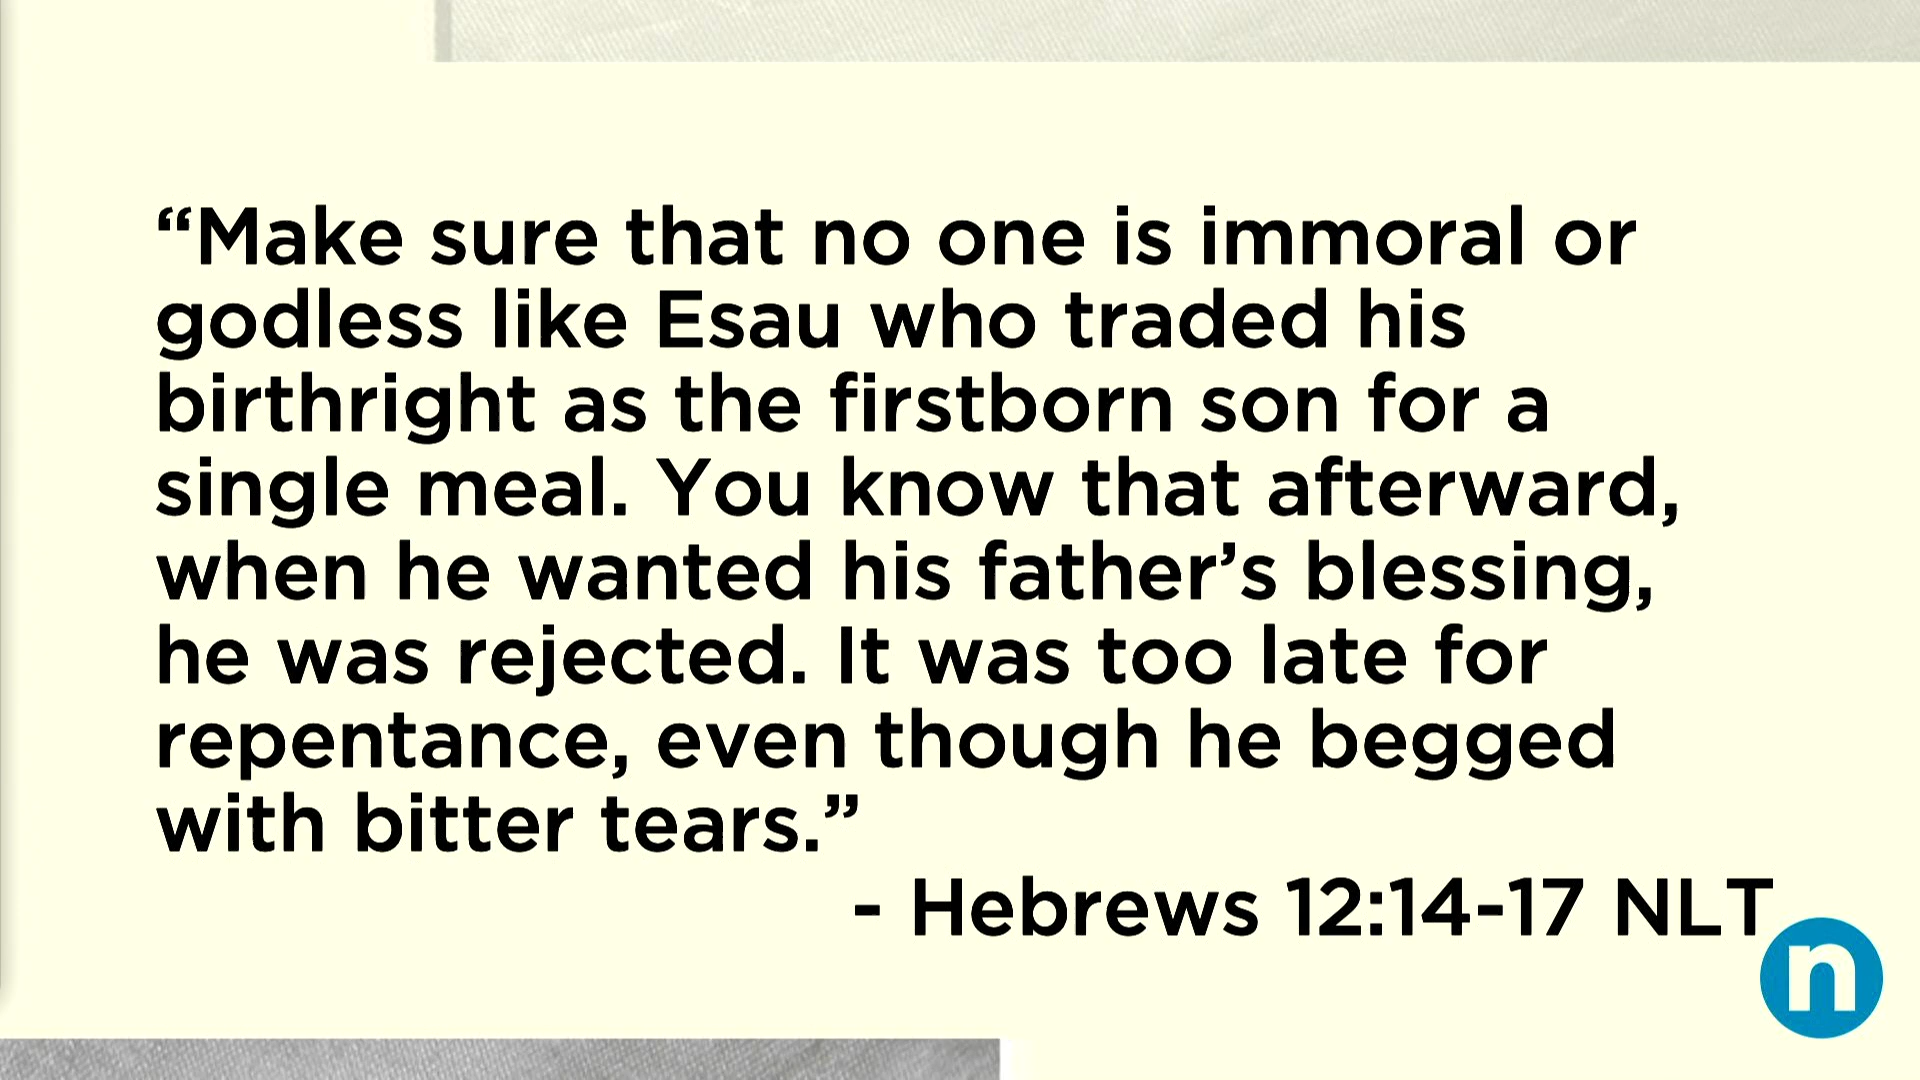 “Make sure that no one is immoral or
godless like Esau who traded his
birthright as the firstborn son for a
single meal. You know that afterward,
when he wanted his father’s blessing,
he was rejected. It was too late for
repentance, even though he begged
with bitter tears.”
- Hebrews 12:14-17 NLT
n